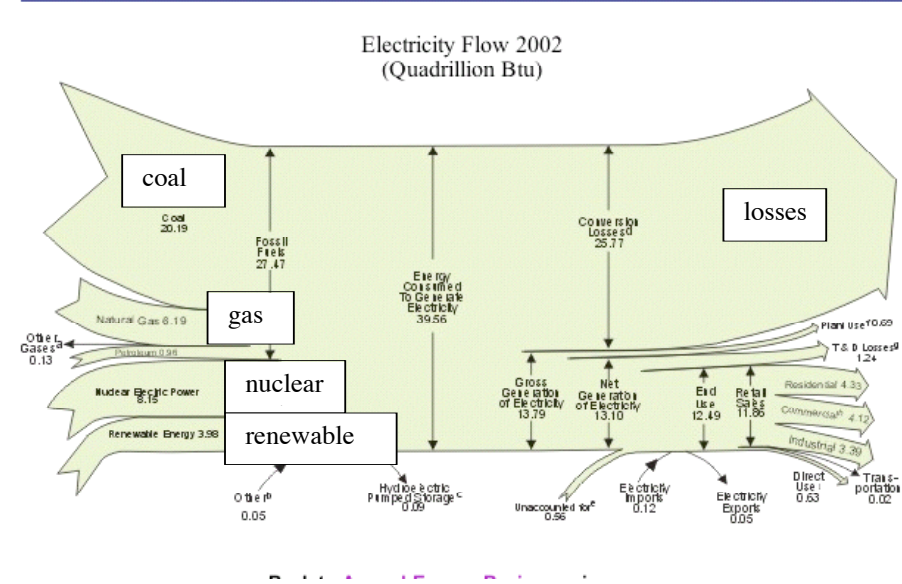 Electricity Flow 2002
(Quadrillion Btu)
coal
Coal
20.19
losses
Fossil
Fuels
27.47
Conversion
Losses d
25.77
Energy
Consumed
To Generate
Electricity
39.56
gas
Natural Gas 6.19
Other
Gases a
0.13
Petroleum 0.96
Plant Use f 0.69
T & D Losses g
1.24
nuclear
Nuclear Electric Power
8.15
Gross
Generation
of Electricity
13.79
Net
Generation
of Electricity
13.10
End
Use
12.49
Retail
Sales
11.86
Residential 4.33
Commercial h 4.12
Industrial 3.39
renewable
Renewable Energy 3.98
Other b
0.05
Hydroelectric
Pumped Storage c
0.09
Unaccounted for e
0.56
Electricity
Imports
0.12
Electricity
Exports
0.05
Direct
Use i
0.63
Trans-
portation
0.02